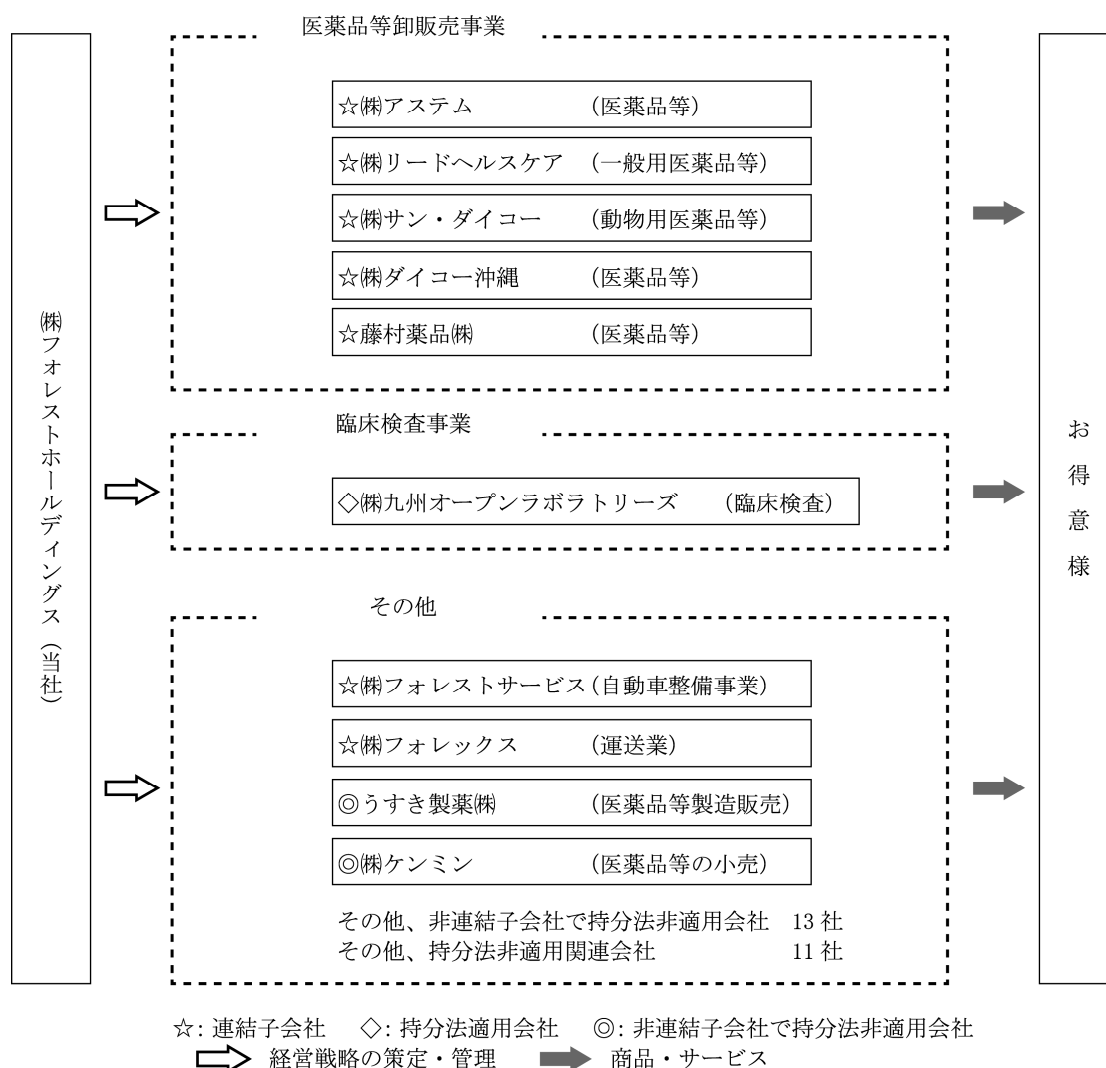 ㈱フォレストホールディングス（当社）
医薬品等卸販売事業
☆㈱アステム （医薬品等）
☆㈱リードヘルスケア （一般用医薬品等）
☆㈱サン・ダイコー （動物用医薬品等）
☆㈱ダイコー沖縄 （医薬品等）
☆藤村薬品㈱ （医薬品等）
臨床検査事業
◇㈱九州オープンラボラトリーズ （臨床検査）
その他
☆㈱フォレストサービス（自動車整備事業）
☆㈱フォレックス （運送業）
◎うすき製薬㈱ （医薬品等製造販売）
◎㈱ケンミン （医薬品等の小売）
その他、非連結子会社で持分法非適用会社 13 社
その他、持分法非適用関連会社 11 社
お得意様
☆：連結子会社 ◇：持分法適用会社 ◎：非連結子会社で持分法非適用会社
経営戦略の策定・管理 商品・サービス